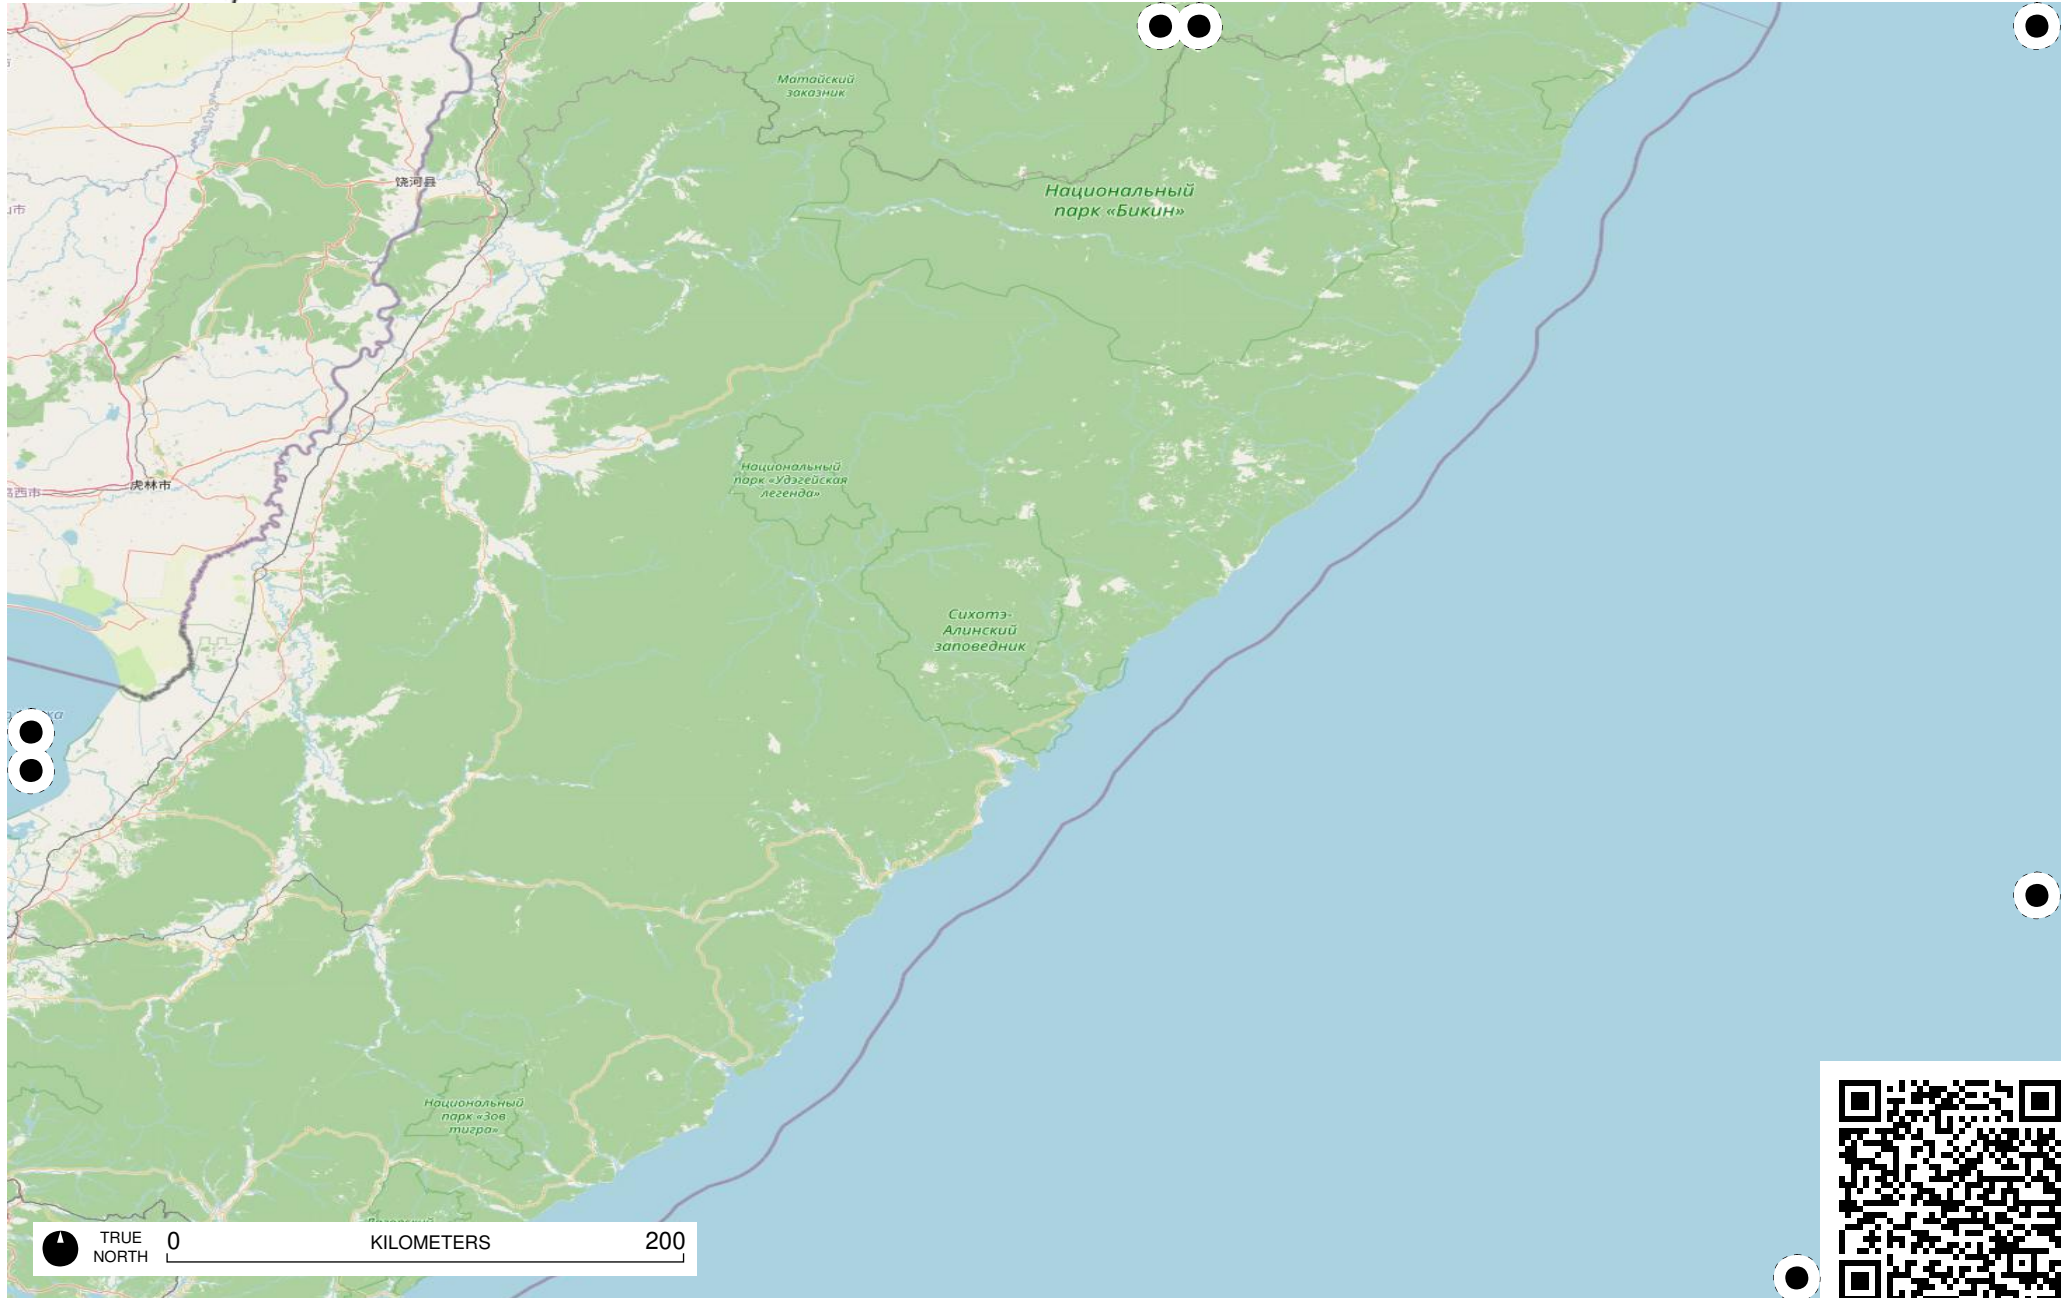 Матайский
заказник
饶河县
Национальный
парк «Бикин»
Национальный
парк «Удэгейская
легенда»
虎林市
Сихотэ-
Алинский
заповедник
Национальный
парк «Зов
тигра»
TRUE
NORTH
0
KILOMETERS
200